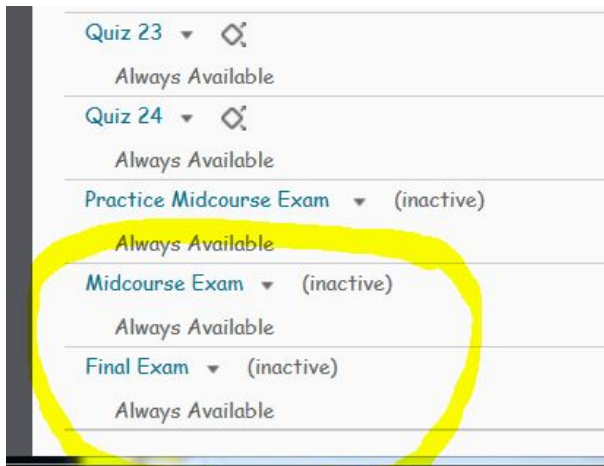 Quiz 23
Always Available
Quiz 24
Always Available
Practice Midcourse Exam (inactive)
Always Available
Midcourse Exam (inactive)
Always Available
Final Exam (inactive)
Always Available